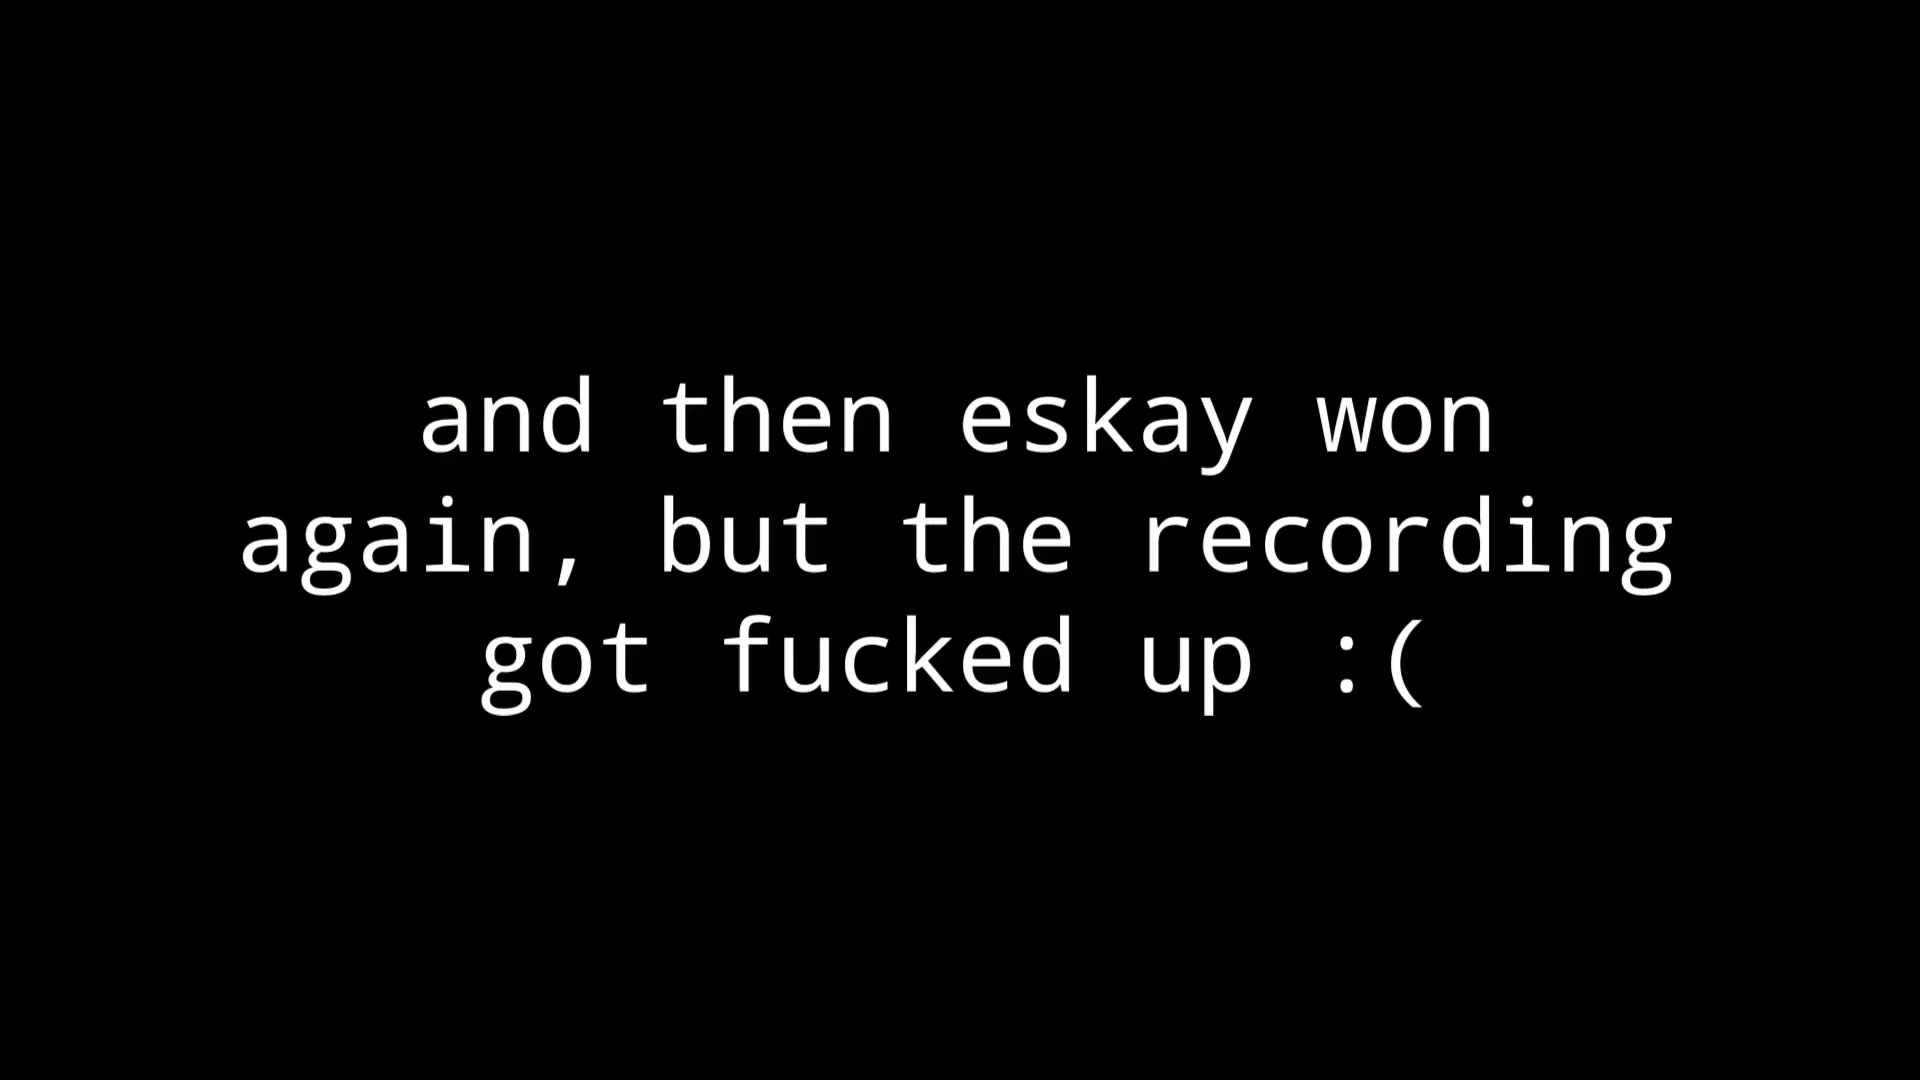 and then eskay won
again, but the recording
got fucked up :(